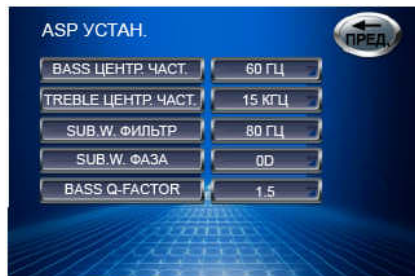 ASP УСТАН.
ПРЕД.
BASS ЦЕНТР. ЧАСТ. 60 ГЦ
TREBLE ЦЕНТР. ЧАСТ. 15 КГЦ
SUB.W. ФИЛЬТР 80 ГЦ
SUB.W. ФАЗА 0D
BASS Q-FACTOR 1.5